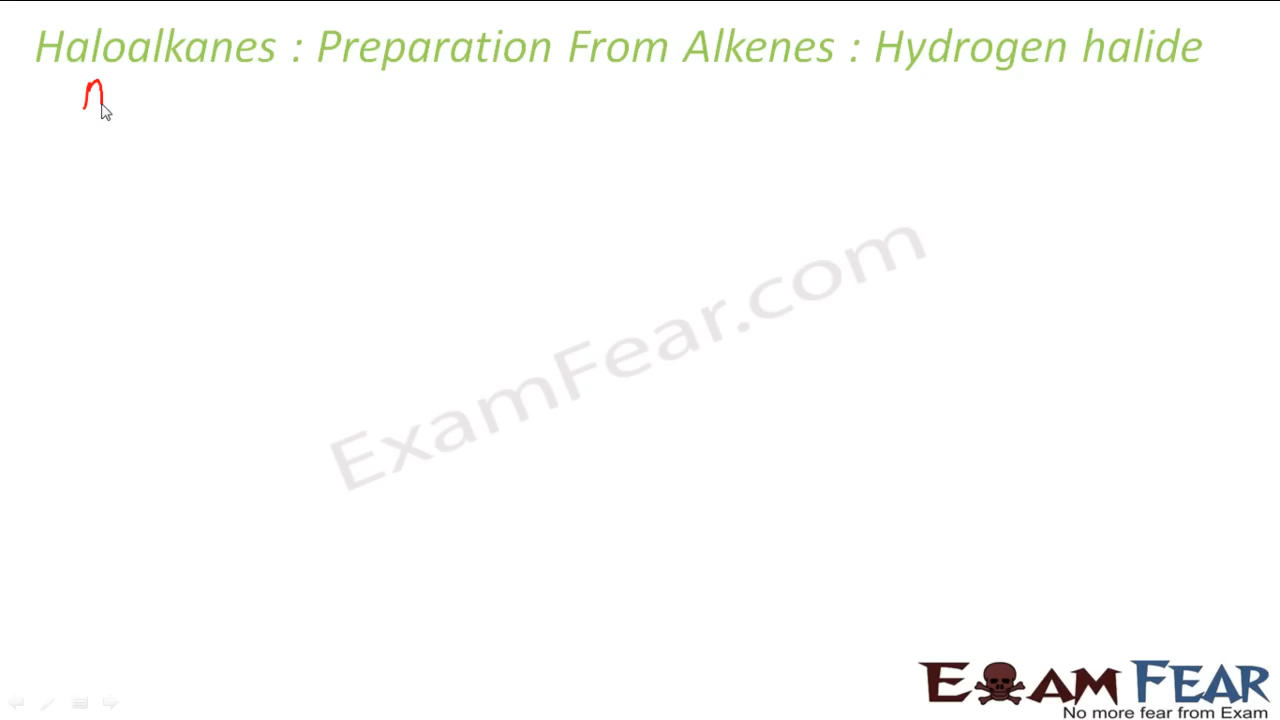 Haloalkanes : Preparation From Alkenes : Hydrogen halide
n
ExamFear.com
EXAM FEAR
No more fear from Exam